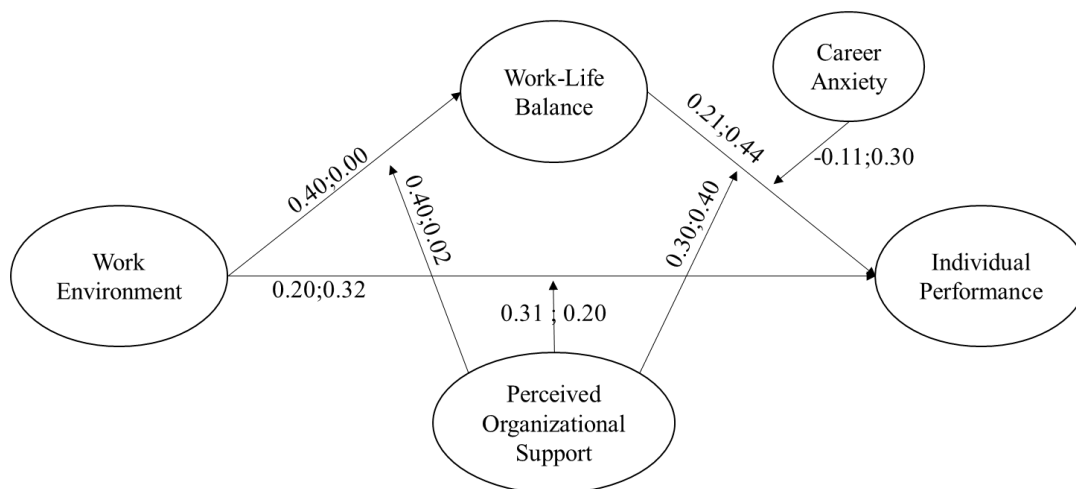 Career
Anxiety
Work-Life
Balance
0.21;0.44
-0.11;0.30
0.40;0.00
0.40;0.02
0.30;0.40
Work
Environment
Individual
Performance
0.20;0.32
0.31 ; 0.20
Perceived
Organizational
Support